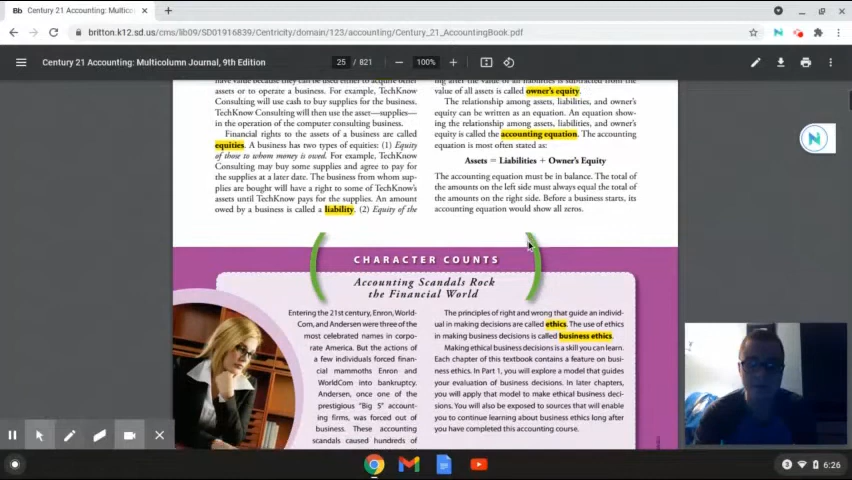 Bb Century 21 Accounting: Multico
britton.k12.sd.us/cms/lib09/SD01916839/Centricity/domain/123/accounting/Century_21_AccountingBook.pdf
Century 21 Accounting: Multicolumn Journal, 9th Edition
25 / 821
100%
have value because they can be used either to acquire other
assets or to operate a business. For example, TechKnow
Consulting will use cash to buy supplies for the business.
TechKnow Consulting will then use the asset—supplies—
in the operation of the computer consulting business.
Financial rights to the assets of a business are called
equities. A business has two types of equities: (1) Equity
of those to whom money is owed. For example, TechKnow
Consulting may buy some supplies and agree to pay for
the supplies at a later date. The business from whom sup-
plies are bought will have a right to some of TechKnow's
assets until TechKnow pays for the supplies. An amount
owed by a business is called a liability. (2) Equity of the
ing after the value of all liabilities is subtracted from the
value of all assets is called owner's equity.
The relationship among assets, liabilities, and owner's
equity can be written as an equation. An equation show-
ing the relationship among assets, liabilities, and owner's
equity is called the accounting equation. The accounting
equation is most often stated as:
Assets = Liabilities + Owner's Equity
The accounting equation must be in balance. The total of
the amounts on the left side must always equal the total of
the amounts on the right side. Before a business starts, its
accounting equation would show all zeros.
CHARACTER COUNTS
Accounting Scandals Rock
the Financial World
Entering the 21st century, Enron, World-
Com, and Andersen were three of the
most celebrated names in corpo-
rate America. But the actions of
a few individuals forced finan-
cial mammoths Enron and
WorldCom into bankruptcy.
Andersen, once one of the
prestigious "Big 5" account-
ing firms, was forced out of
business. These accounting
scandals caused hundreds of
The principles of right and wrong that guide an individ-
ual in making decisions are called ethics. The use of ethics
in making business decisions is called business ethics.
Making ethical business decisions is a skill you can learn.
Each chapter of this textbook contains a feature on busi-
ness ethics. In Part 1, you will explore a model that guides
your evaluation of business decisions. In later chapters,
you will apply that model to make ethical business deci-
sions. You will also be exposed to sources that will enable
you to continue learning about business ethics long after
you have completed this accounting course.
3
6:26